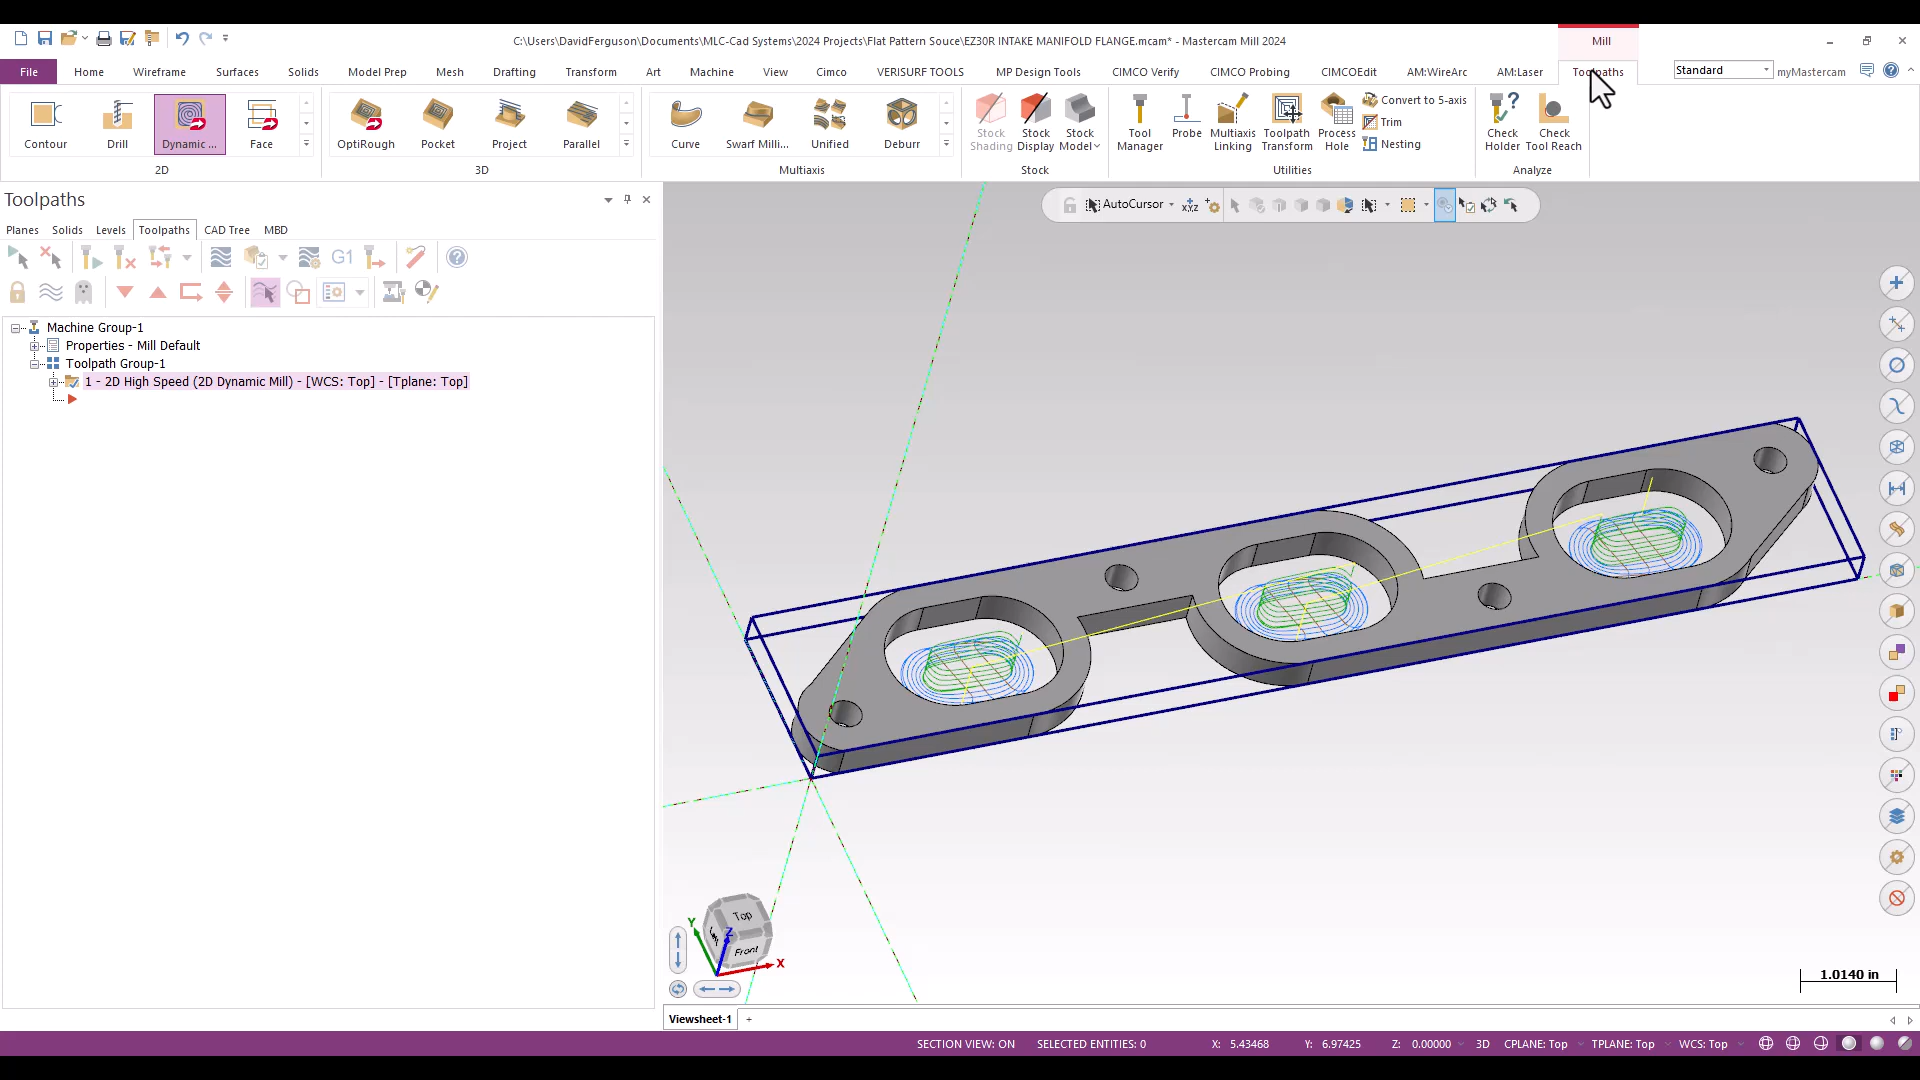 C:\Users\DavidFerguson\Documents\MLC-Cad Systems\2024 Projects\Flat Pattern Souce\EZ30R INTAKE MANIFOLD FLANGE.mcam* - Mastercam Mill 2024
Mill
File Home Wireframe Surfaces Solids Model Prep Mesh Drafting Transform Art Machine View Cimco VERISURF TOOLS MP Design Tools CIMCO Verify CIMCO Probing CIMCOEdit AM:WireArc AM:Laser Toolpaths Standard myMastercam
Contour Drill Dynamic ... Face
2D
OptiRough Pocket Project Parallel
3D
Curve Swarf Milli... Unified Deburr
Multiaxis
Stock Shading
Stock Display
Stock Model
Stock
Tool Manager
Probe
Multiaxis Linking
Toolpath Transform
Process Hole
Convert to 5-axis
Trim
Nesting
Utilities
Check Holder
Check Tool Reach
Analyze
Toolpaths
Planes Solids Levels Toolpaths CAD Tree MBD
G1
Machine Group-1
Properties - Mill Default
Toolpath Group-1
1 - 2D High Speed (2D Dynamic Mill) - [WCS: Top] - [Tplane: Top]
AutoCursor
XYZ
Top
Front
X
Y
Z
1.0140 in
Viewsheet-1 +
SECTION VIEW: ON SELECTED ENTITIES: 0 X: 5.43468 Y: 6.97425 Z: 0.00000 3D CPLANE: Top TPLANE: Top WCS: Top